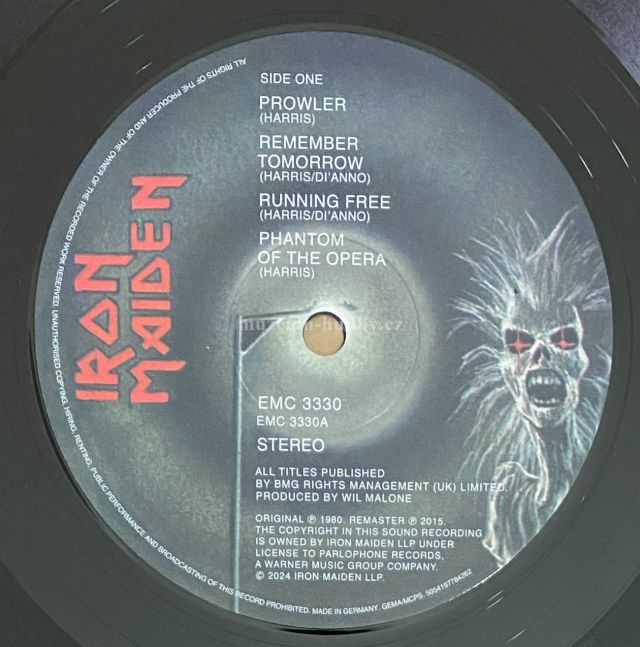 SIDE ONE
PROWLER
(HARRIS)
REMEMBER
TOMORROW
(HARRIS/DI'ANNO)
RUNNING FREE
(HARRIS/DI'ANNO)
PHANTOM
OF THE OPERA
(HARRIS)
IRON
MAIDEN
muzeum-hudby.cz
EMC 3330
EMC 3330A
STEREO
ALL TITLES PUBLISHED
BY BMG RIGHTS MANAGEMENT (UK) LIMITED.
PRODUCED BY WIL MALONE
ORIGINAL ℗ 1980. REMASTER ℗ 2015.
THE COPYRIGHT IN THIS SOUND RECORDING
IS OWNED BY IRON MAIDEN LLP UNDER
LICENSE TO PARLOPHONE RECORDS,
A WARNER MUSIC GROUP COMPANY.
© 2024 IRON MAIDEN LLP.
ALL RIGHTS OF THE PRODUCER AND OF THE OWNER OF THE RECORDED WORK RESERVED. UNAUTHORISED COPYING, HIRING, RENTING, PUBLIC PERFORMANCE AND BROADCASTING OF THIS RECORD PROHIBITED. MADE IN GERMANY. GEMA/MCPS. 5054197784262